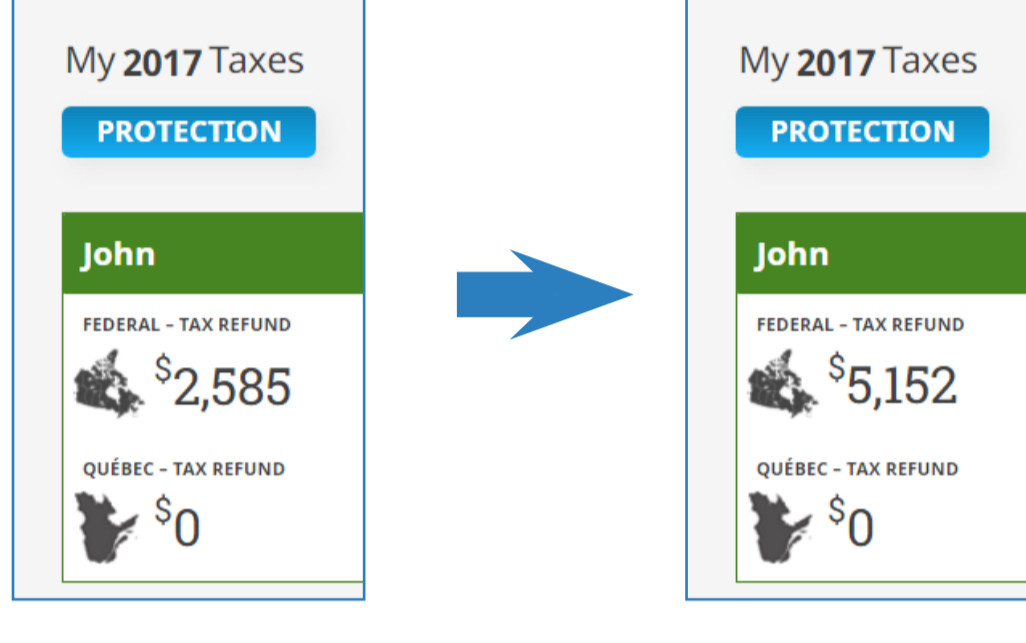 My 2017 Taxes
PROTECTION
John
FEDERAL – TAX REFUND
$2,585
QUÉBEC – TAX REFUND
$0
My 2017 Taxes
PROTECTION
John
FEDERAL – TAX REFUND
$5,152
QUÉBEC – TAX REFUND
$0